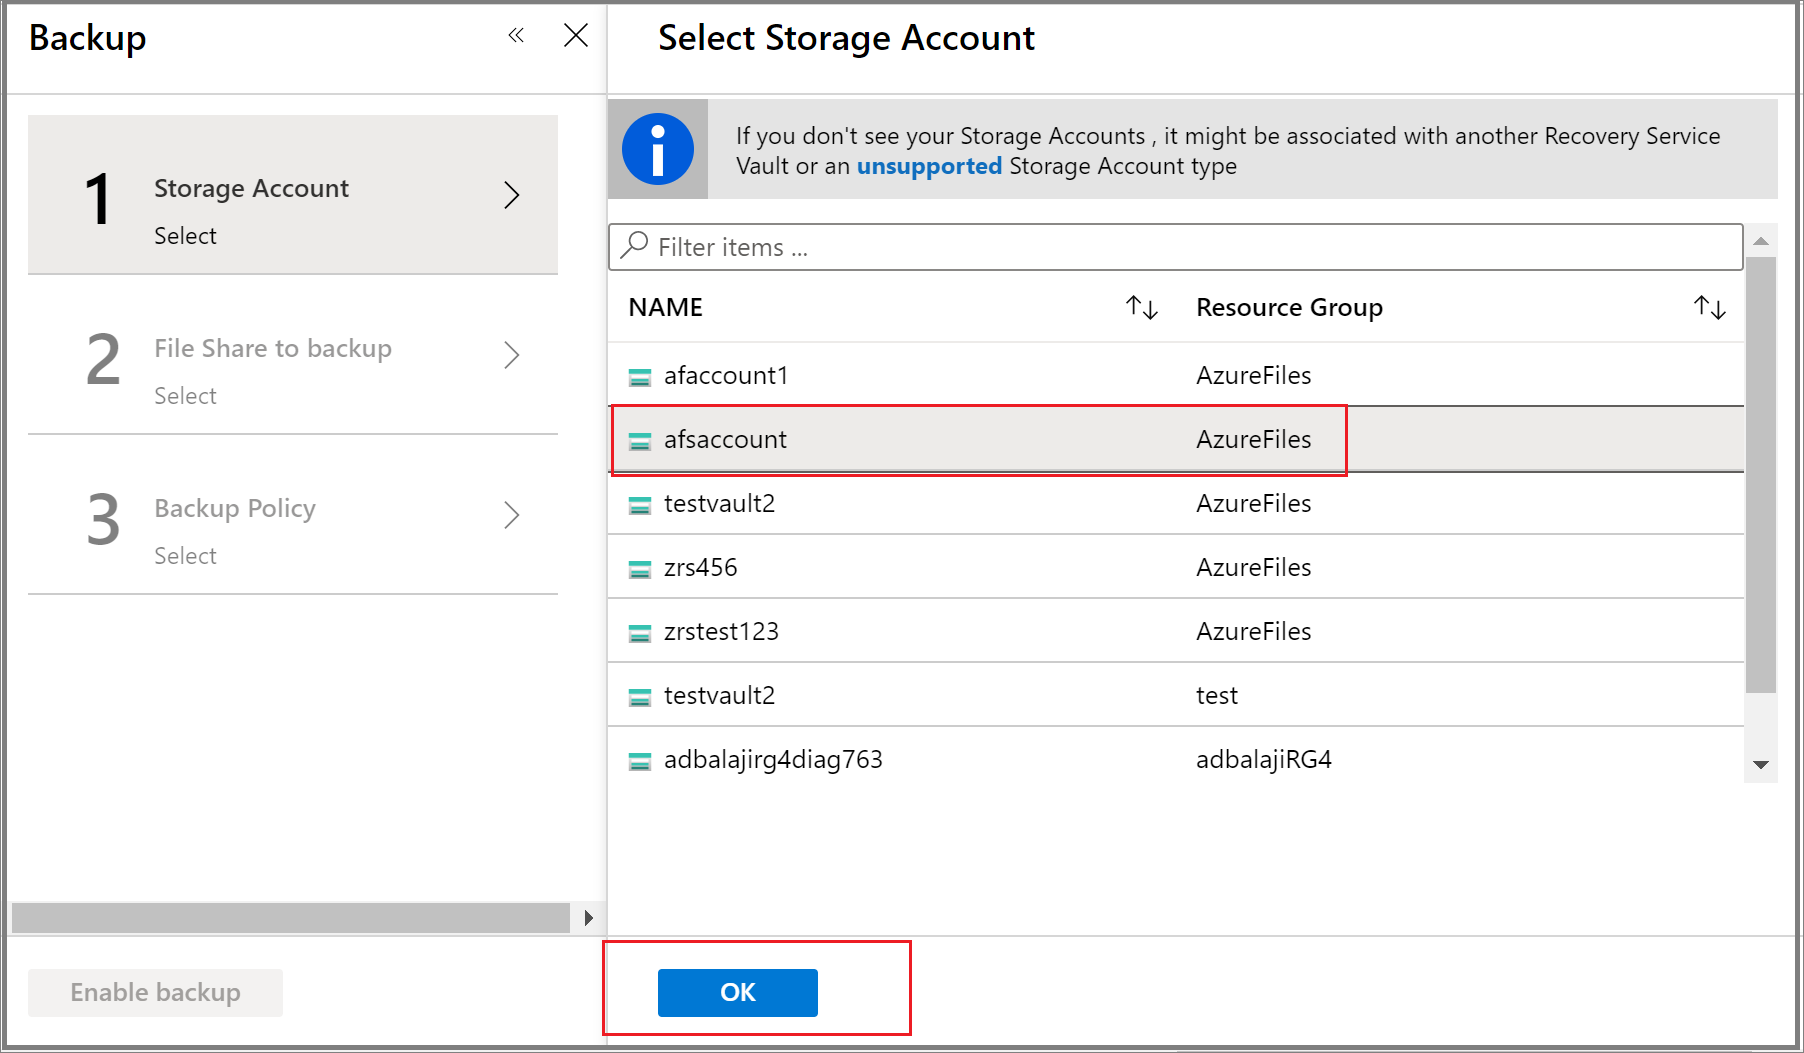 Backup
Select Storage Account
1
Storage Account
Select
2
File Share to backup
Select
3
Backup Policy
Select
Enable backup
If you don't see your Storage Accounts , it might be associated with another Recovery Service
Vault or an unsupported Storage Account type
Filter items ...
NAME Resource Group
afaccount1 AzureFiles
afsaccount AzureFiles
testvault2 AzureFiles
zrs456 AzureFiles
zrstest123 AzureFiles
testvault2 test
adbalajirg4diag763 adbalajiRG4
OK